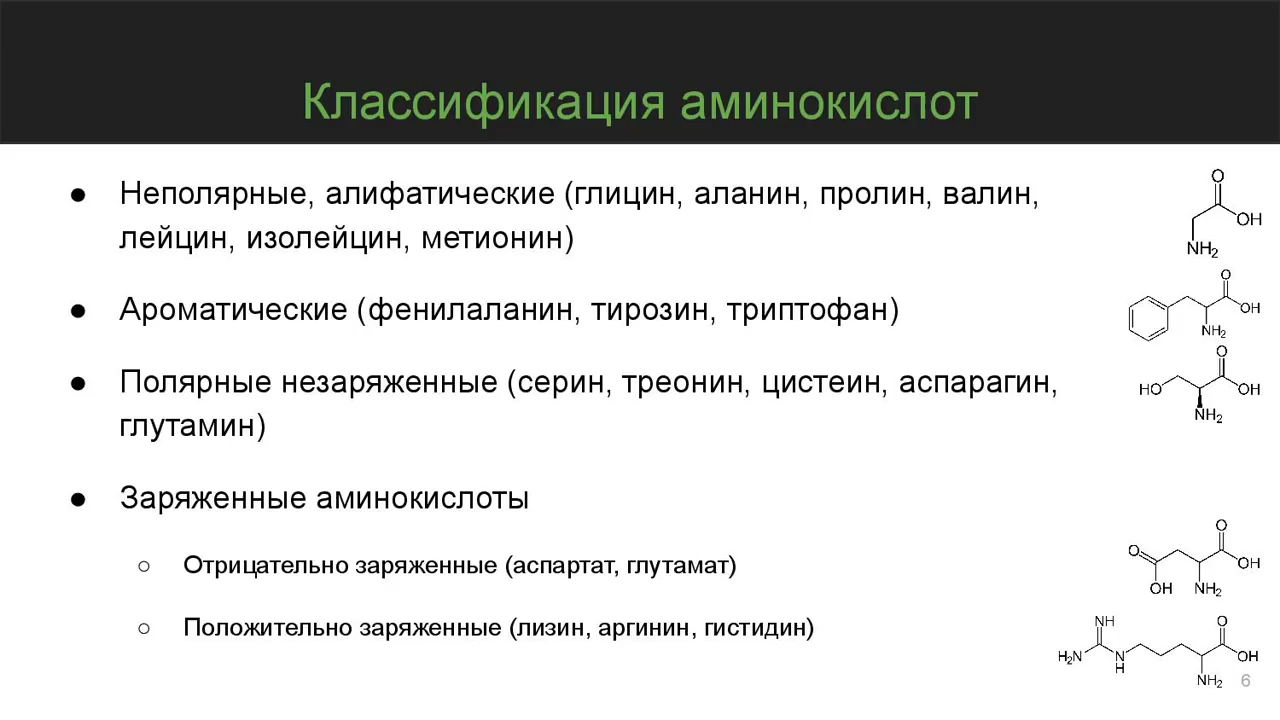 Классификация аминокислот
● Неполярные, алифатические (глицин, аланин, пролин, валин,
лейцин, изолейцин, метионин)
O
OH
NH2
● Ароматические (фенилаланин, тирозин, триптофан)
O
OH
NH2
● Полярные незаряженные (серин, треонин, цистеин, аспарагин,
глутамин)
O
HO
OH
NH2
● Заряженные аминокислоты
○ Отрицательно заряженные (аспартат, глутамат)
O
O
OH
OH
NH2
○ Положительно заряженные (лизин, аргинин, гистидин)
NH
O
H2N
N
H
OH
NH2
6